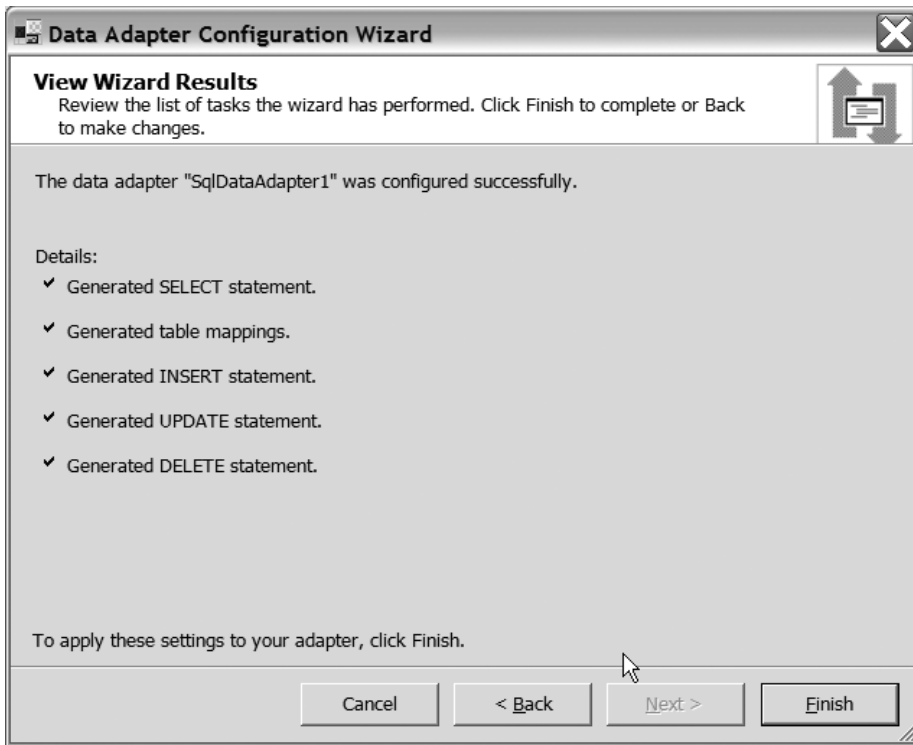 Data Adapter Configuration Wizard
View Wizard Results
Review the list of tasks the wizard has performed. Click Finish to complete or Back
to make changes.
The data adapter "SqlDataAdapter1" was configured successfully.
Details:
Generated SELECT statement.
Generated table mappings.
Generated INSERT statement.
Generated UPDATE statement.
Generated DELETE statement.
To apply these settings to your adapter, click Finish.
Cancel
< Back
Next >
Finish